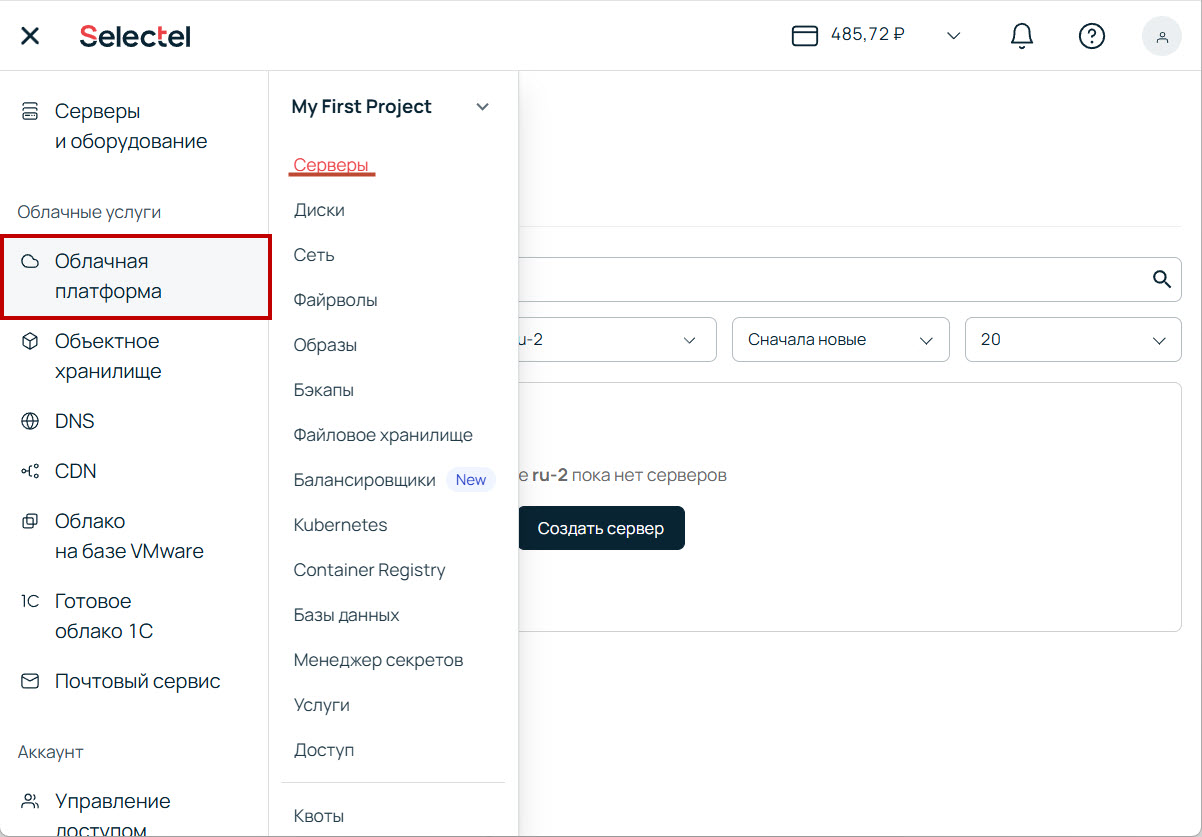 Selectel
485,72 ₽
Серверы
и оборудование
Облачные услуги
Облачная
платформа
Объектное
хранилище
DNS
CDN
Облако
на базе VMware
1С
Готовое
облако 1С
Почтовый сервис
Аккаунт
Управление
доступом
My First Project
Серверы
Диски
Сеть
Файрволы
Образы
Бэкапы
Файловое хранилище
Балансировщики New
Kubernetes
Container Registry
Базы данных
Менеджер секретов
Услуги
Доступ
Квоты
u-2
Сначала новые
20
е ru-2 пока нет серверов
Создать сервер